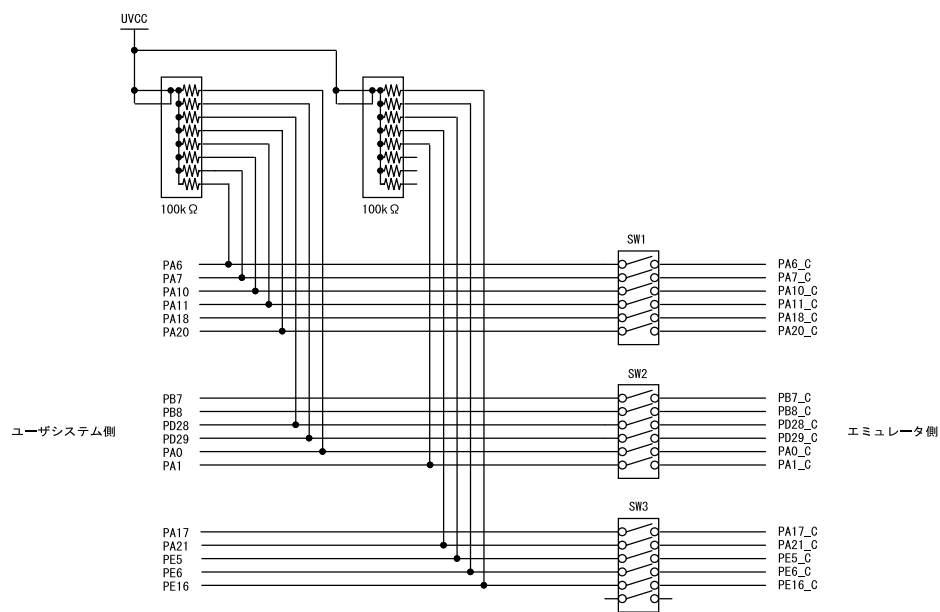 UVCC
100kΩ
100kΩ
SW1
PA6
PA6_C
PA7
PA7_C
PA10
PA10_C
PA11
PA11_C
PA18
PA18_C
PA20
PA20_C
SW2
PB7
PB7_C
PB8
PB8_C
PD28
PD28_C
ユーザシステム側
エミュレータ側
PD29
PD29_C
PA0
PA0_C
PA1
PA1_C
SW3
PA17
PA17_C
PA21
PA21_C
PE5
PE5_C
PE6
PE6_C
PE16
PE16_C